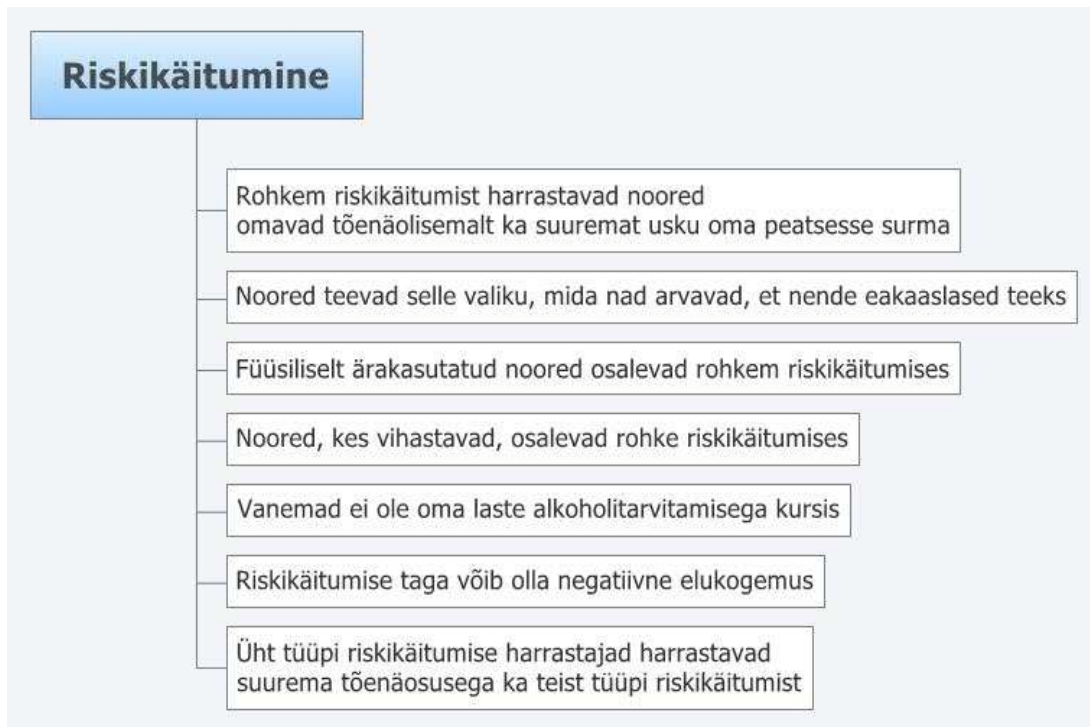 Riskikäitumine
Rohkem riskikäitumist harrastavad noored
omavad tõenäolisemalt ka suuremat usku oma peatsesse surma
Noored teevad selle valiku, mida nad arvavad, et nende eakaaslased teeks
Füüsiliselt ärakasutatud noored osalevad rohkem riskikäitumises
Noored, kes vihastavad, osalevad rohke riskikäitumises
Vanemad ei ole oma laste alkoholitarvitamisega kursis
Riskikäitumise taga võib olla negatiivne elukogemus
Üht tüüpi riskikäitumise harrastajad harrastavad
suurema tõenäosusega ka teist tüüpi riskikäitumist